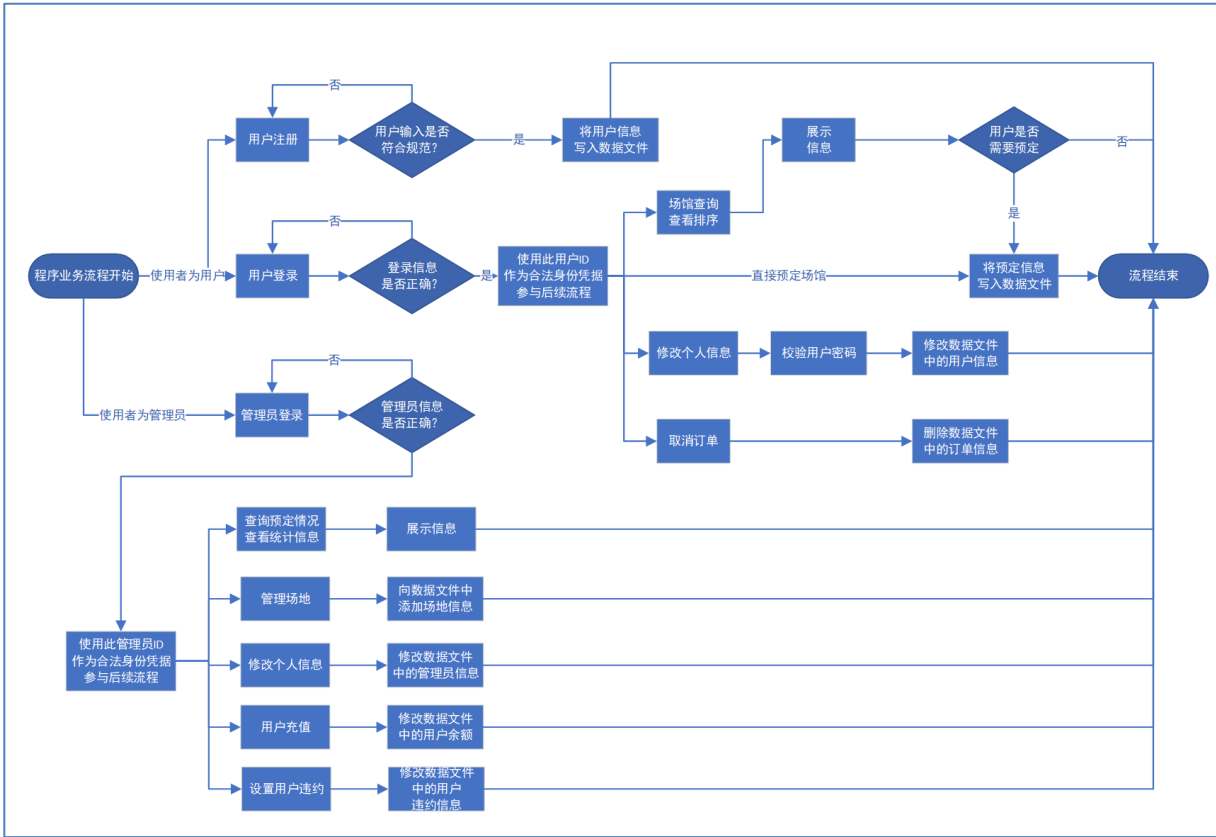 否
用户注册
用户输入是否
符合规范？
是
将用户信息
写入数据文件
展示
信息
用户是否
需要预定
否
是
场馆查询
查看排序
程序业务流程开始
使用者为用户
否
用户登录
登录信息
是否正确？
是
使用此用户ID
作为合法身份凭据
参与后续流程
直接预定场馆
将预定信息
写入数据文件
流程结束
修改个人信息
校验用户密码
修改数据文件
中的用户信息
使用者为管理员
否
管理员登录
管理员信息
是否正确？
取消订单
删除数据文件
中的订单信息
使用此管理员ID
作为合法身份凭据
参与后续流程
查询预定情况
查看统计信息
展示信息
管理场地
向数据文件中
添加场地信息
修改个人信息
修改数据文件
中的管理员信息
用户充值
修改数据文件
中的用户余额
设置用户违约
修改数据文件
中的用户
违约信息